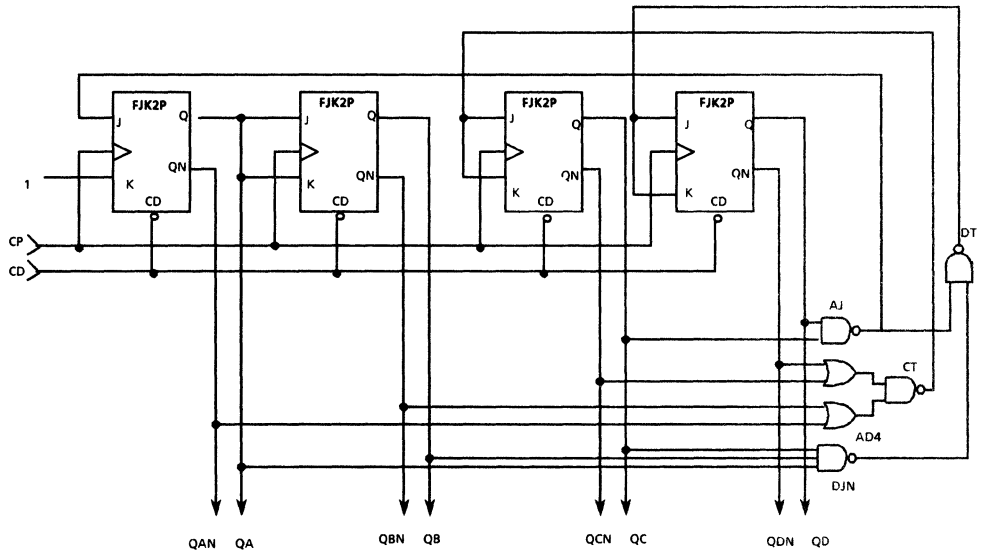 FJK2P FJK2P FJK2P FJK2P
J Q J Q J Q J Q
QN QN QN QN
1 K K K K
CD CD CD CD
CP
CD
DT
AJ
CT
AD4
DJN
QAN QA QBN QB QCN QC QDN QD